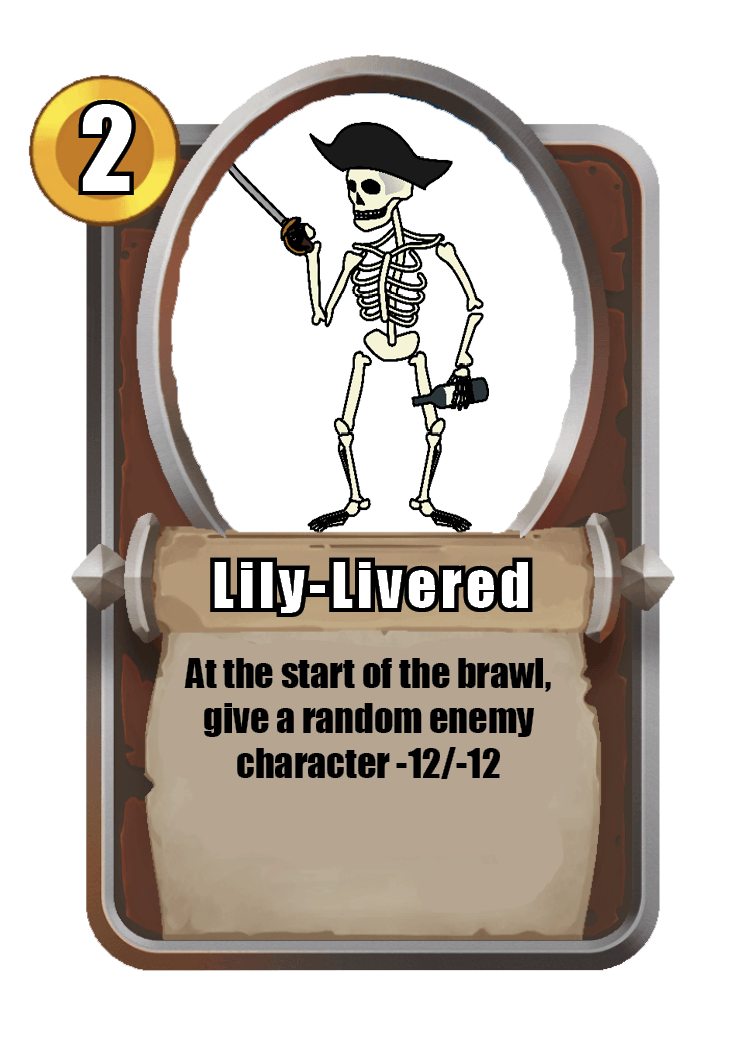 2
Lily-Livered
At the start of the brawl,
give a random enemy
character -12/-12